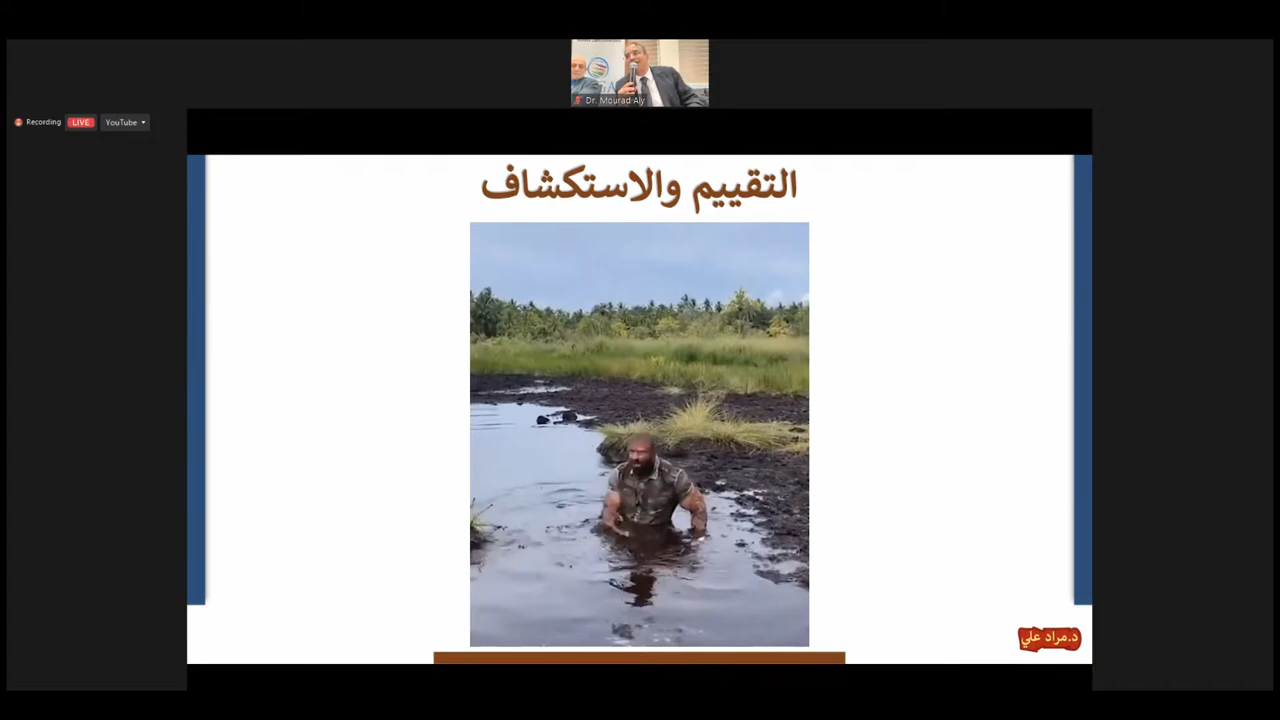 Dr. Mourad Aly
Recording
LIVE
YouTube
التقييم والاستكشاف
د.مراد علي